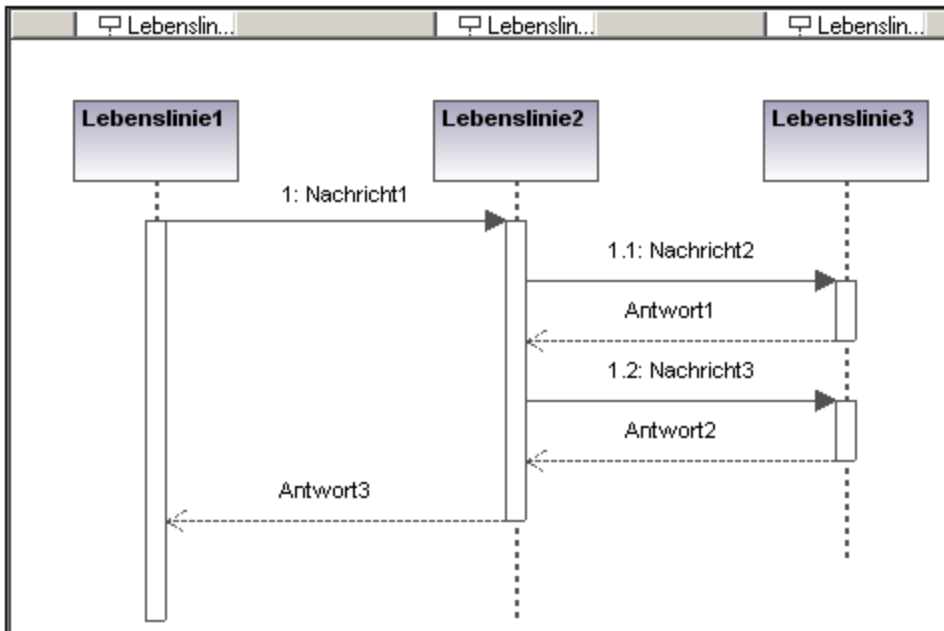 Lebenslin... Lebenslin... Lebenslin...
Lebenslinie1 Lebenslinie2 Lebenslinie3
1: Nachricht1
1.1: Nachricht2
Antwort1
1.2: Nachricht3
Antwort2
Antwort3